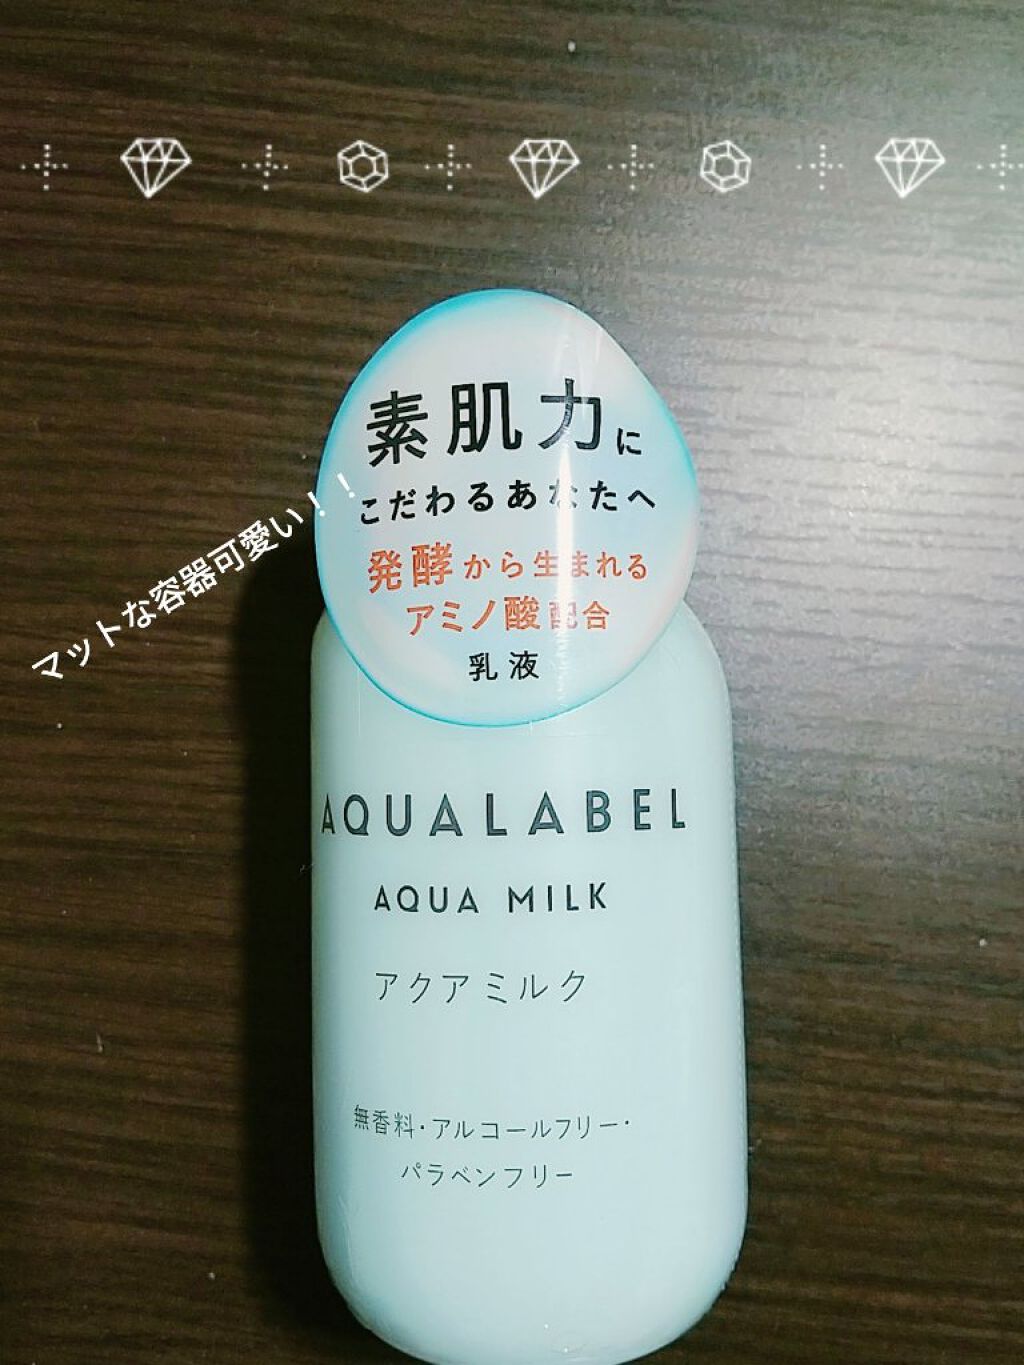 素肌力に
こだわるあなたへ
発酵から生まれる
アミノ酸配合
乳液
マットな容器可愛い！！
AQUALABEL
AQUA MILK
アクアミルク
無香料・アルコールフリー・
パラベンフリー